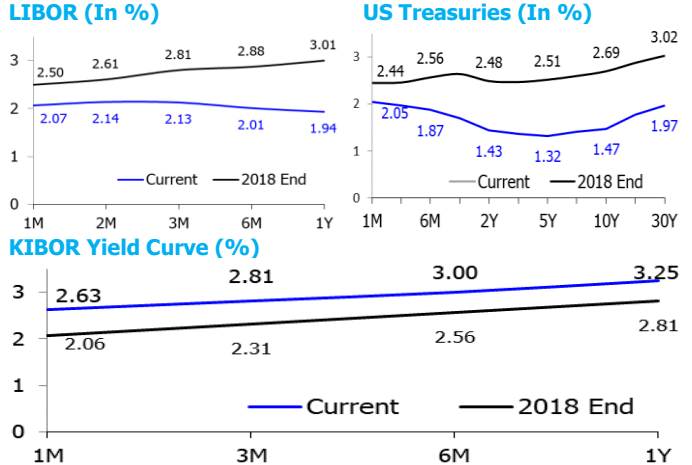 LIBOR (In %)
3
2
1
0
2.50 2.61 2.81 2.88 3.01
2.07 2.14 2.13 2.01 1.94
Current 2018 End
1M 2M 3M 6M 1Y
US Treasuries (In %)
3
2
1
0
2.44 2.56 2.48 2.51 2.69 3.02
2.05 1.87 1.43 1.32 1.47 1.97
Current 2018 End
1M 6M 2Y 5Y 10Y 30Y
KIBOR Yield Curve (%)
3
2
1
0
2.63 2.81 3.00 3.25
2.06 2.31 2.56 2.81
Current 2018 End
1M 3M 6M 1Y